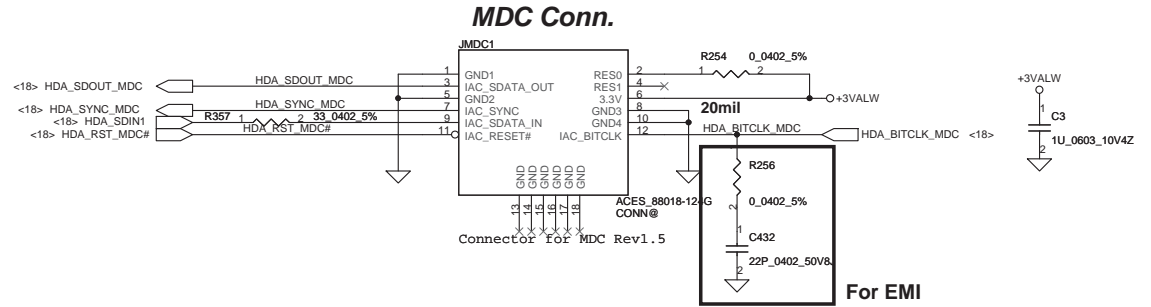 MDC Conn.
JMDC1
R254 0_0402_5%
1 GND1 RES0 2 1 2
<18> HDA_SDOUT_MDC HDA_SDOUT_MDC 3 IAC_SDATA_OUT RES1 4
5 GND2 3.3V 6 +3VALW
<18> HDA_SYNC_MDC HDA_SYNC_MDC 7 IAC_SYNC GND3 8 20mil
<18> HDA_SDIN1 R357 1 2 33_0402_5% 9 IAC_SDATA_IN GND4 10
<18> HDA_RST_MDC# HDA_RST_MDC# 11 IAC_RESET# IAC_BITCLK 12 HDA_BITCLK_MDC HDA_BITCLK_MDC <18>
+3VALW
1
C3
1U_0603_10V4Z
2
GND GND GND GND GND GND
13 14 15 16 17 18
ACES_88018-124G
CONN@
Connector for MDC Rev1.5
1
R256
0_0402_5%
2
1
C432
22P_0402_50V8J
2
For EMI